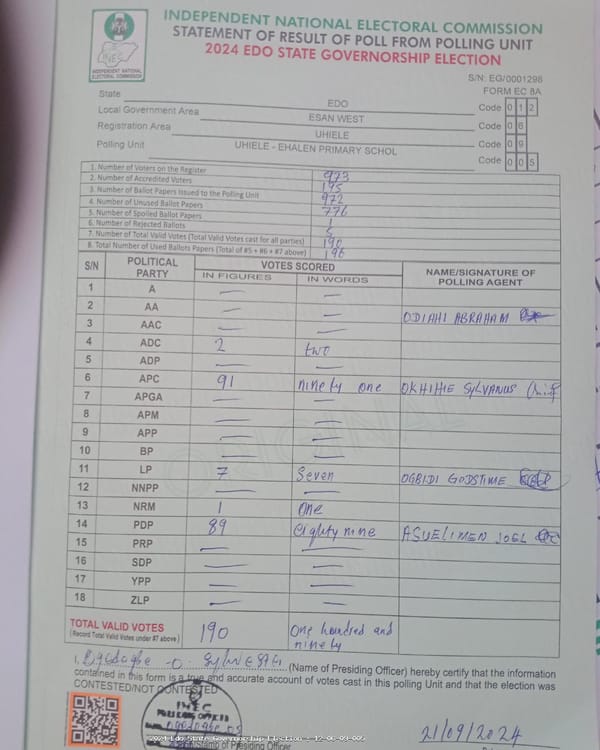 INDEPENDENT NATIONAL ELECTORAL COMMISSION
STATEMENT OF RESULT OF POLL FROM POLLING UNIT
2024 EDO STATE GOVERNORSHIP ELECTION
INEC
INDEPENDENT NATIONAL
ELECTORAL COMMISSION
S/N: EG/0001298
FORM EC 8A
State EDO Code 0 1 2
Local Government Area ESAN WEST Code 0 6
Registration Area UHIELE Code 0 9
Polling Unit UHIELE - EHALEN PRIMARY SCHOL Code 0 0 5
1. Number of Voters on the Register 973
2. Number of Accredited Voters 195
3. Number of Ballot Papers Issued to the Polling Unit 972
4. Number of Unused Ballot Papers 776
5. Number of Spoiled Ballot Papers 1
6. Number of Rejected Ballots 5
7. Number of Total Valid Votes (Total Valid Votes cast for all parties) 190
8. Total Number of Used Ballots Papers (Total of #5 + #6 + #7 above) 196
S/N POLITICAL PARTY VOTES SCORED NAME/SIGNATURE OF POLLING AGENT
IN FIGURES IN WORDS
1 A — —
2 AA — — ODIAHI ABRAHAM
3 AAC — —
4 ADC 2 two
5 ADP — —
6 APC 91 ninety one OKHIHIE SYLVANUS
7 APGA — —
8 APM — —
9 APP — —
10 BP — —
11 LP 7 Seven OGBIDI GODSTIME
12 NNPP — —
13 NRM 1 One
14 PDP 89 eighty nine ASUELIMEN JOEL
15 PRP — —
16 SDP — —
17 YPP — —
18 ZLP — —
ORIGINAL
TOTAL VALID VOTES 190 One hundred and
(Record Total Valid Votes under #7 above) ninety
1. (Name of Presiding Officer) hereby certify that the information
contained in this form is a true and accurate account of votes cast in this polling Unit and that the election was
CONTESTED/NOT CONTESTED
INEC
21/09/2024
of Presiding Officer
2024 Edo State Governorship Election - 12-06-09-005